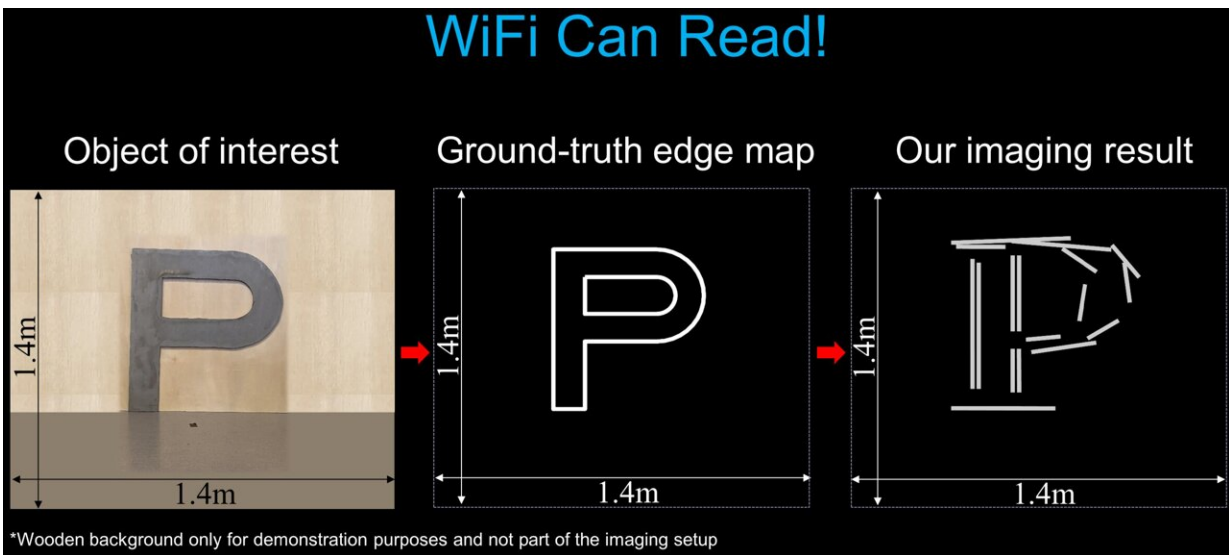 WiFi Can Read!
Object of interest
Ground-truth edge map
Our imaging result
P
P
P
1.4m
1.4m
1.4m
1.4m
1.4m
1.4m
*Wooden background only for demonstration purposes and not part of the imaging setup